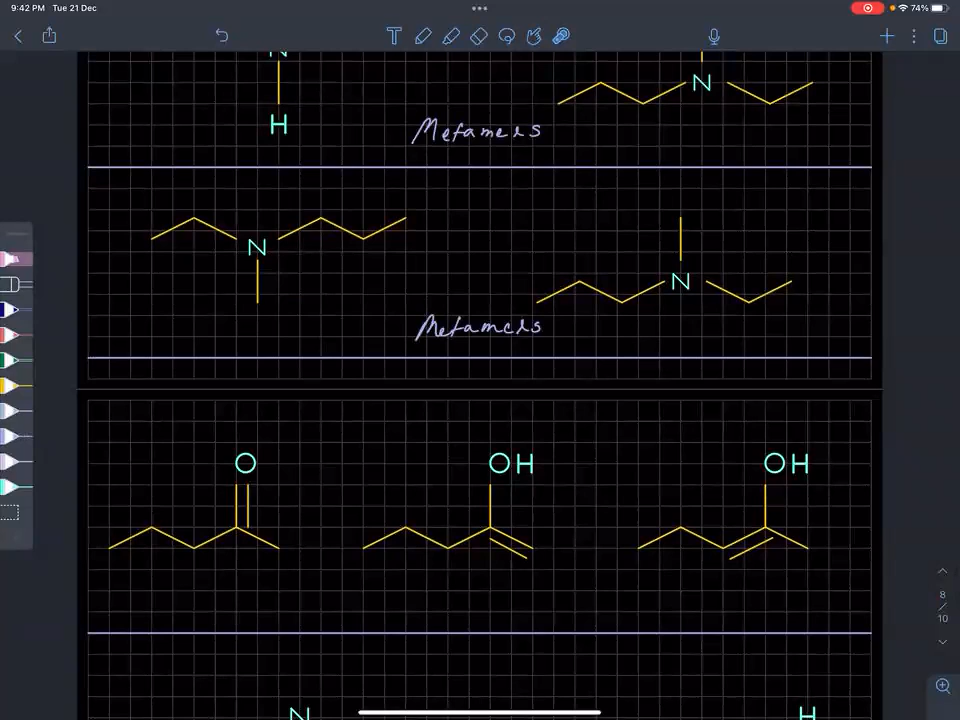 9:42 PM Tue 21 Dec
74%
T
N
N
H
Metamers
N
N
Metamers
O
OH
OH
8
/
10
N
H